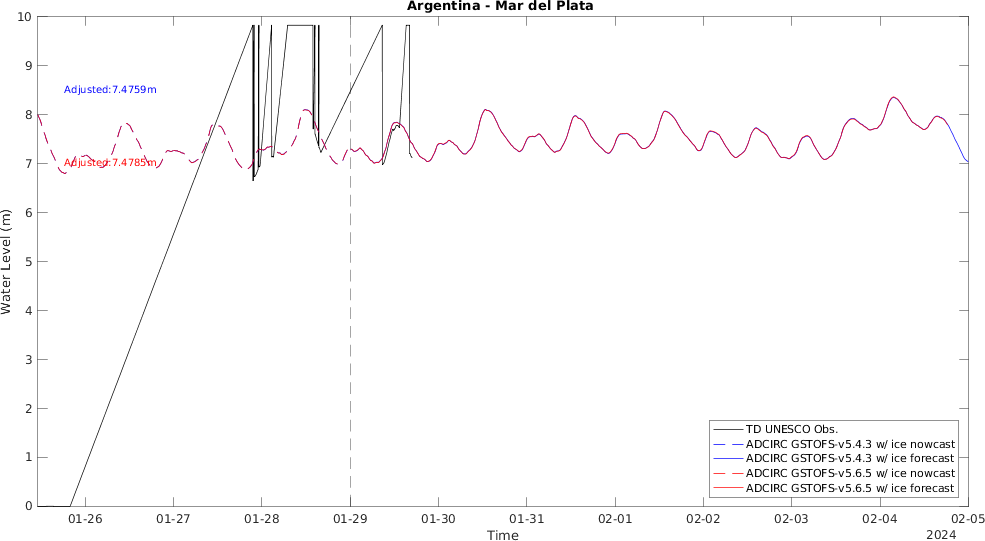 Argentina - Mar del Plata
10
9
8
7
6
5
4
3
2
1
0
Water Level (m)
Adjusted:7.4759m
Adjusted:7.4785m
TD UNESCO Obs.
ADCIRC GSTOFS-v5.4.3 w/ ice nowcast
ADCIRC GSTOFS-v5.4.3 w/ ice forecast
ADCIRC GSTOFS-v5.6.5 w/ ice nowcast
ADCIRC GSTOFS-v5.6.5 w/ ice forecast
01-26 01-27 01-28 01-29 01-30 01-31 02-01 02-02 02-03 02-04 02-05
Time
2024